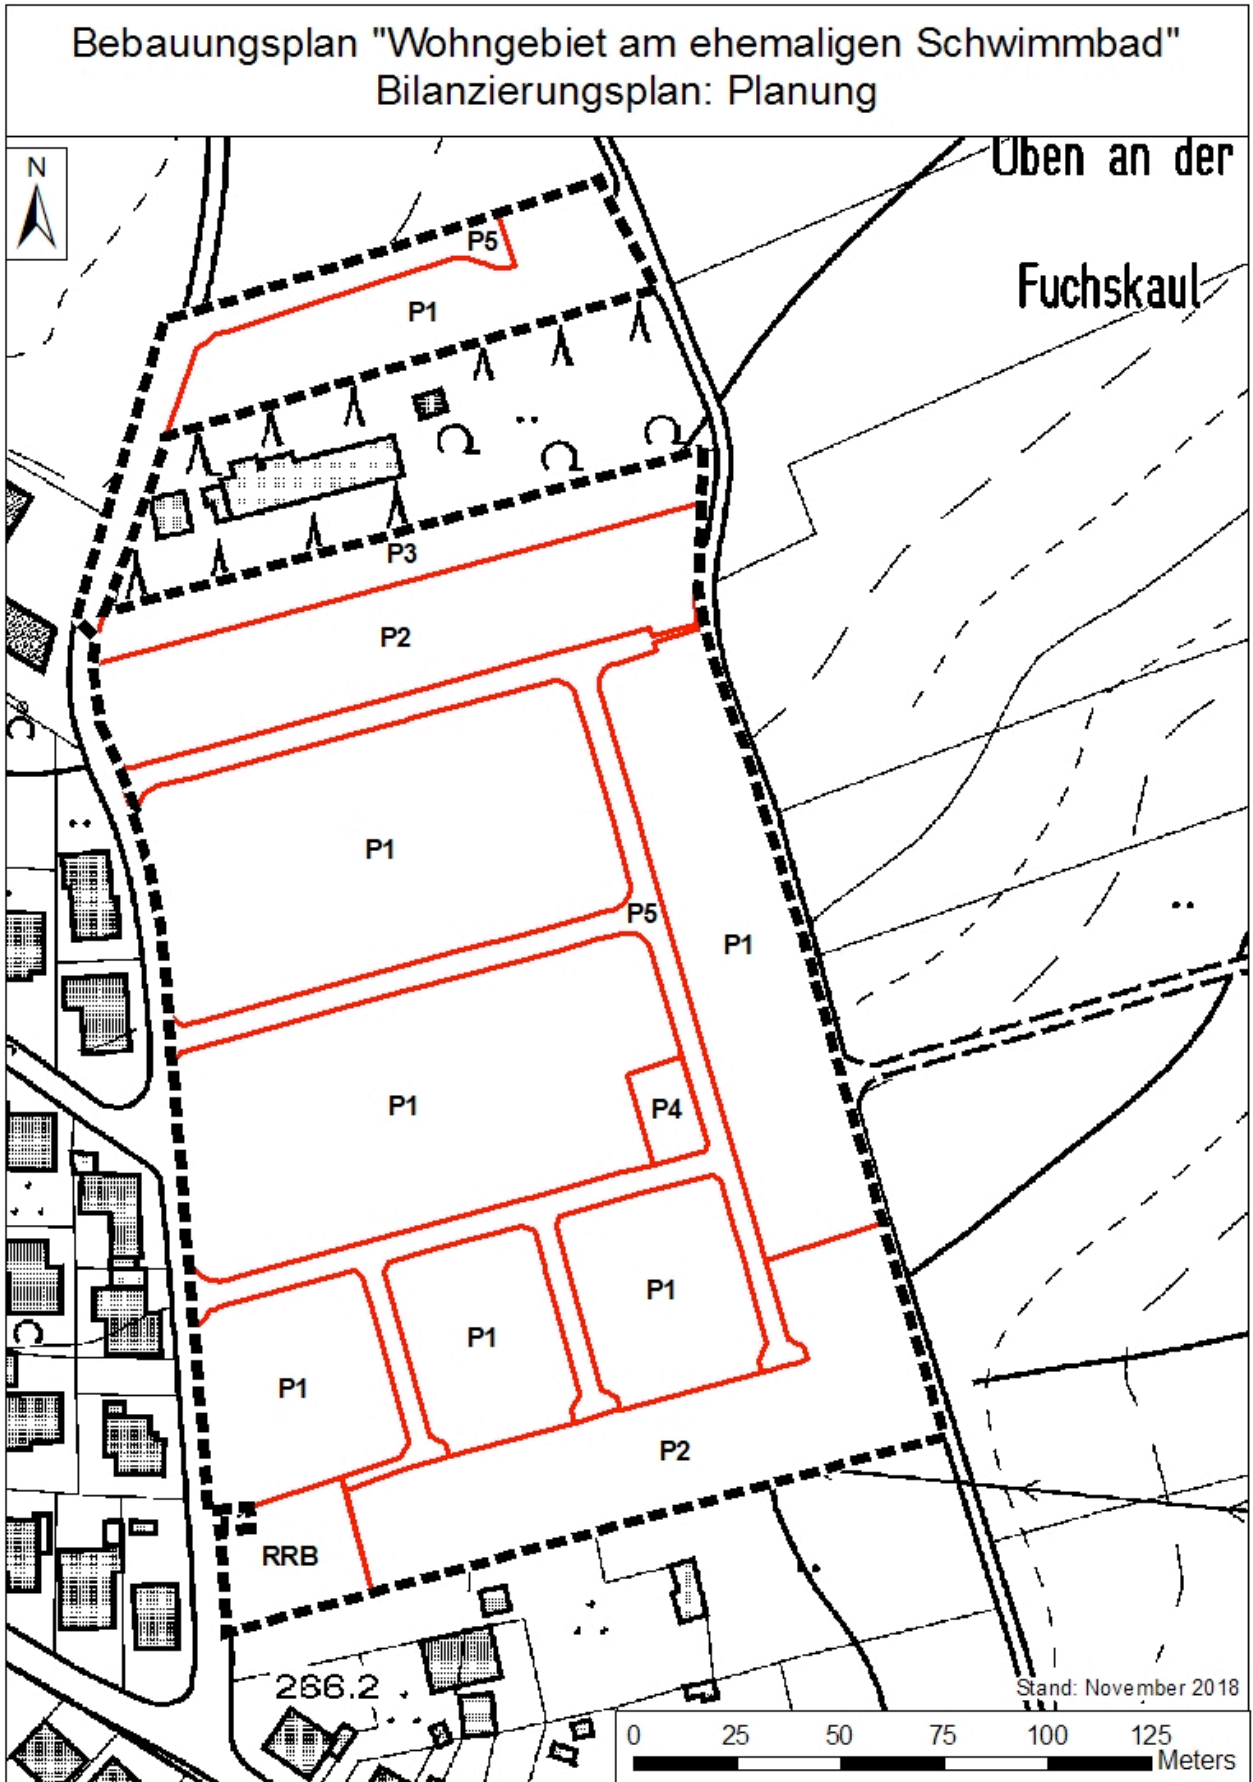 Bebauungsplan "Wohngebiet am ehemaligen Schwimmbad"
Bilanzierungsplan: Planung
N
Oben an der
Fuchskaul
P5
P1
P3
P2
P1
P5
P1
P1
P4
P1
P1
P1
P2
RRB
266.2
Stand: November 2018
0 25 50 75 100 125
Meters